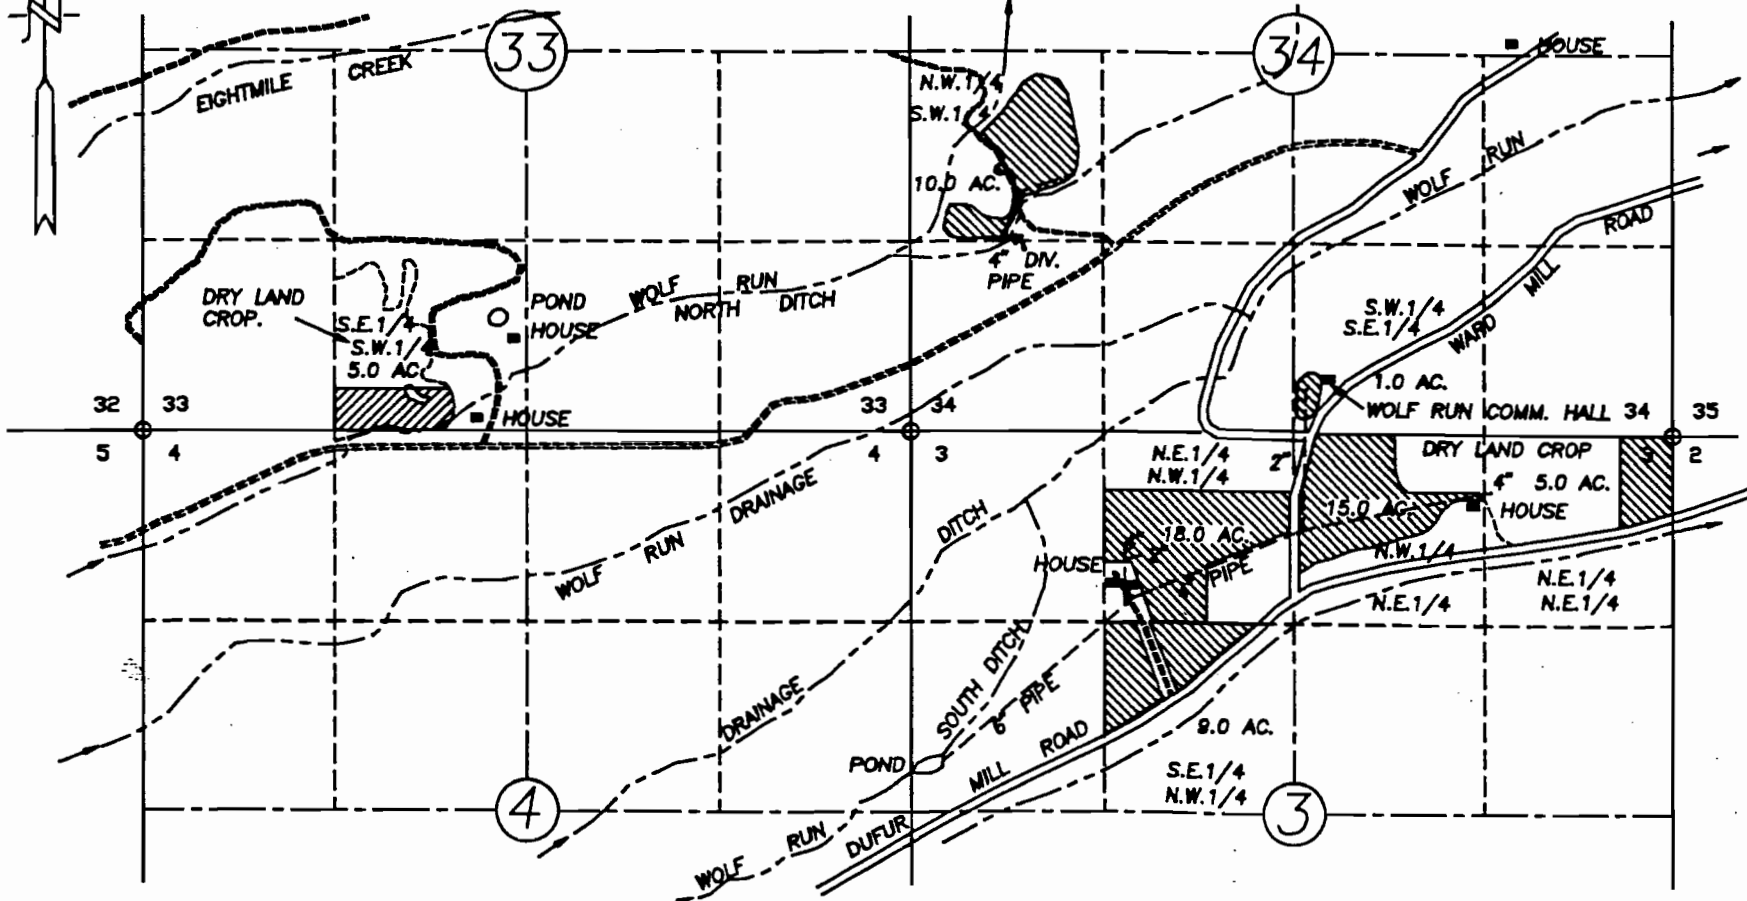 33
34
HOUSE
EIGHTMILE
CREEK
N.W.1/4
S.W.1/4
10.0 AC.
4" DIV.
PIPE
WOLF
RUN
ROAD
MILL
WARD
DRY LAND
CROP.
S.E.1/4
S.W.1/4
5.0 AC.
POND
HOUSE
HOUSE
WOLF
RUN
NORTH
DITCH
S.W.1/4
S.E.1/4
1.0 AC.
WOLF RUN COMM. HALL
32
33
33
34
34
35
5
4
4
3
3
2
N.E.1/4
N.W.1/4
2"
DRY LAND CROP
4"
5.0 AC.
HOUSE
15.0 AC.
N.W.1/4
N.E.1/4
N.E.1/4
N.E.1/4
18.0 AC.
HOUSE
4"
PIPE
WOLF
RUN
DRAINAGE
DITCH
DRAINAGE
SOUTH
DITCH
6"
PIPE
POND
9.0 AC.
S.E.1/4
N.W.1/4
4
3
WOLF
RUN
DUFUR
MILL
ROAD